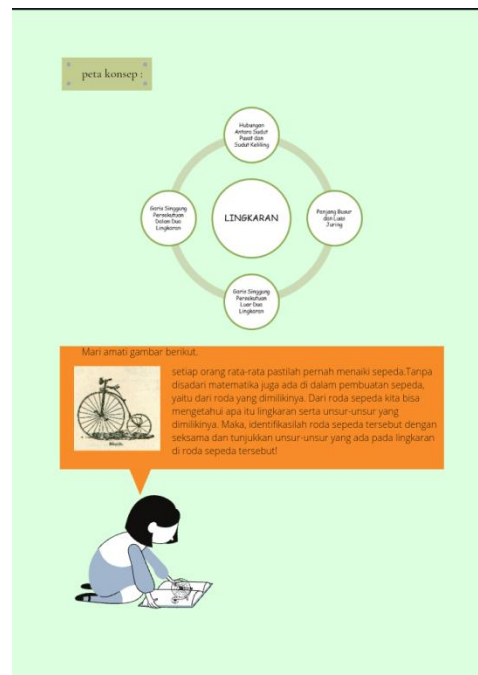 peta konsep :
Hubungan
Antara Sudut
Pusat dan
Sudut Keliling
Garis Singgung
Persekutuan
Dalam Dua
Lingkaran
LINGKARAN
Panjang Busur
dan Luas
Juring
Garis Singgung
Persekutuan
Luar Dua
Lingkaran
Mari amati gambar berikut.
setiap orang rata-rata pastilah pernah menaiki sepeda.Tanpa
disadari matematika juga ada di dalam pembuatan sepeda,
yaitu dari roda yang dimilikinya. Dari roda sepeda kita bisa
mengetahui apa itu lingkaran serta unsur-unsur yang
dimilikinya. Maka, identifikasilah roda sepeda tersebut dengan
seksama dan tunjukkan unsur-unsur yang ada pada lingkaran
di roda sepeda tersebut!